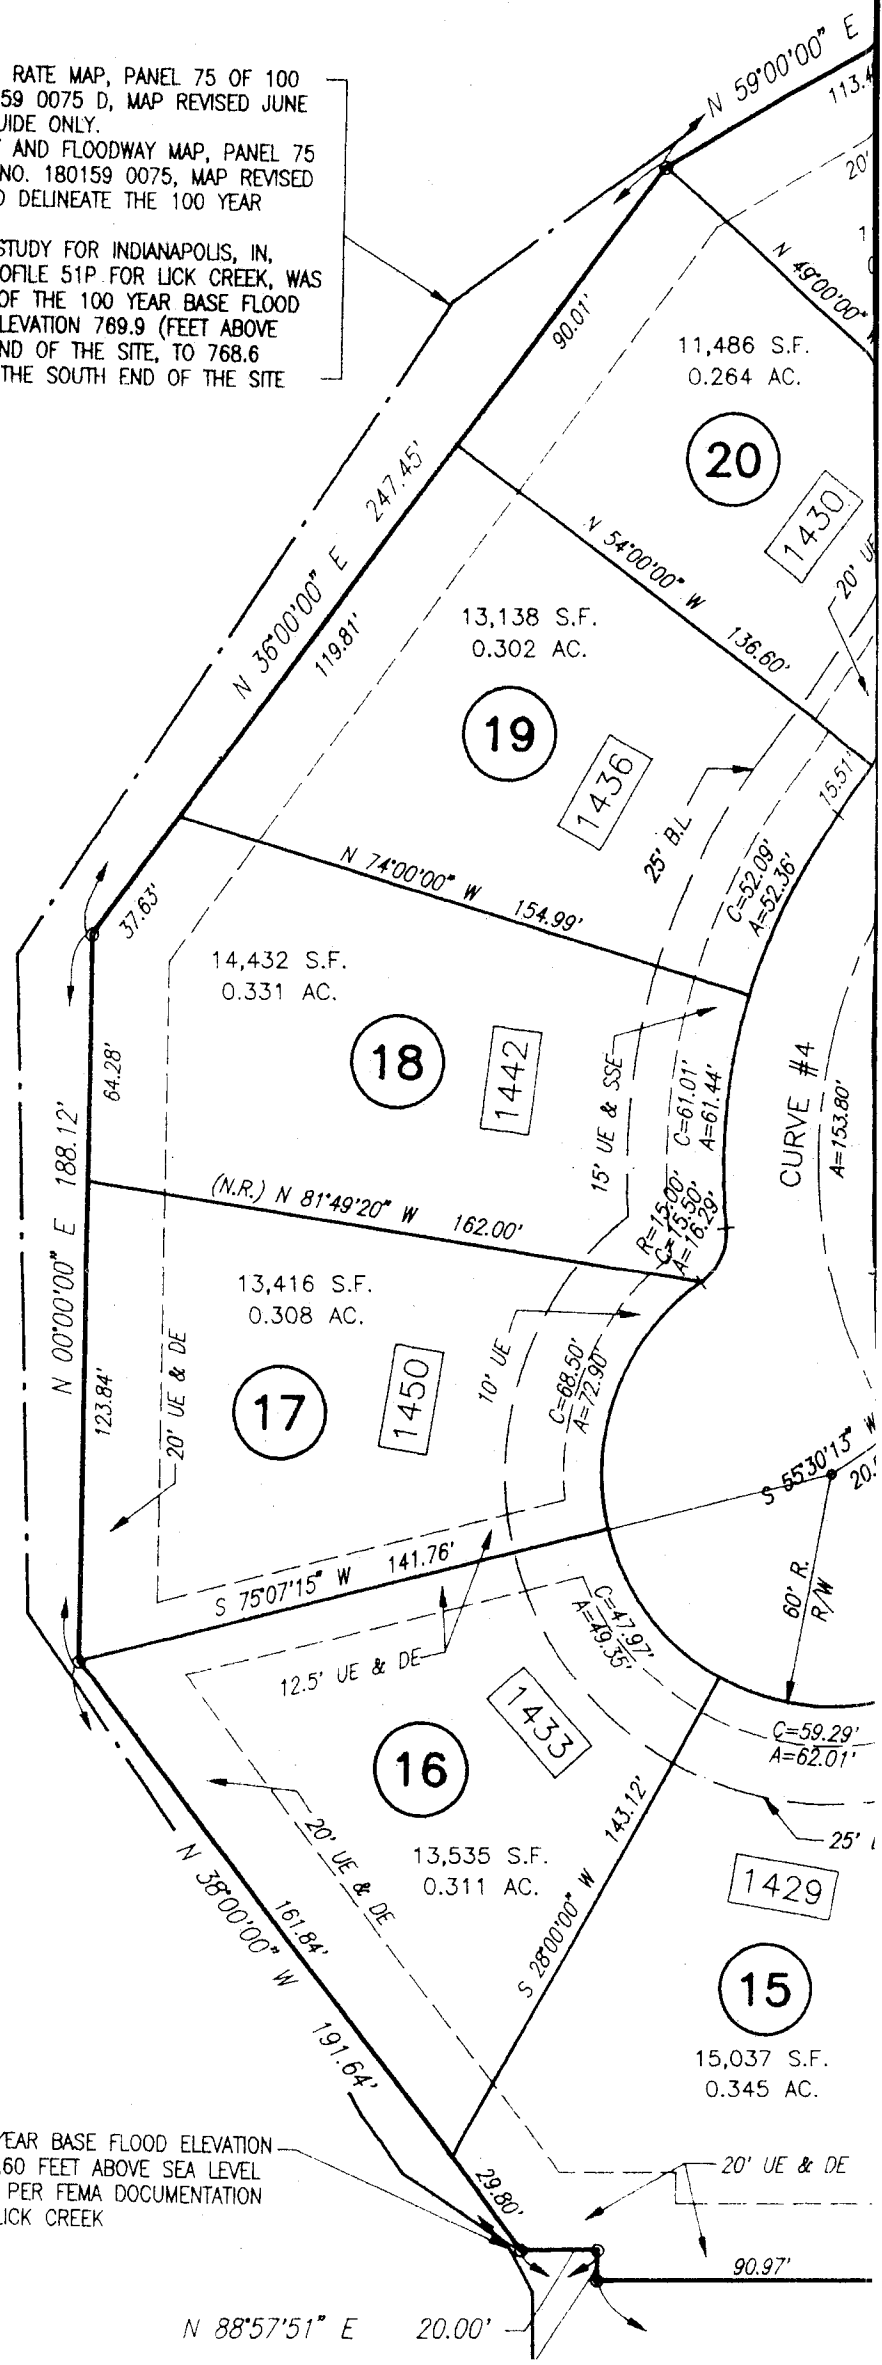 RATE MAP, PANEL 75 OF 100
59 0075 D, MAP REVISED JUNE
UIDE ONLY.
AND FLOODWAY MAP, PANEL 75
NO. 180159 0075, MAP REVISED
DELINEATE THE 100 YEAR
STUDY FOR INDIANAPOLIS, IN,
OFILE 51P FOR LICK CREEK, WAS
OF THE 100 YEAR BASE FLOOD
LEVATION 769.9 (FEET ABOVE
ND OF THE SITE, TO 768.6
THE SOUTH END OF THE SITE
N 59°00'00" E
113.4
20'
N 49°00'00" W
90.01'
11,486 S.F.
0.264 AC.
20
1430
20' UE
N 36°00'00" E 247.45'
119.81'
N 54°00'00" W 136.60'
13,138 S.F.
0.302 AC.
19
1436
25' B.L.
15.51'
C=52.09'
A=52.36'
N 74°00'00" W 154.99'
37.63'
14,432 S.F.
0.331 AC.
18
1442
15' UE & SSE
C=61.01'
A=61.44'
CURVE #4
A=153.80'
64.28'
N 00°00'00" E 188.12'
(N.R.) N 81°49'20" W 162.00'
R=15.00'
C=15.50'
A=16.29'
13,416 S.F.
0.308 AC.
17
1450
10' UE
C=68.50'
A=72.90'
123.84'
20' UE & DE
S 55°30'13" W
20.5
S 75°07'15" W 141.76'
60' R.
R/W
12.5' UE & DE
C=47.97'
A=49.35'
1433
16
13,535 S.F.
0.311 AC.
C=59.29'
A=62.01'
25'
20' UE & DE
143.12'
S 28°00'00" W
1429
15
15,037 S.F.
0.345 AC.
N 38°00'00" W
161.84'
191.64'
YEAR BASE FLOOD ELEVATION
.60 FEET ABOVE SEA LEVEL
PER FEMA DOCUMENTATION
LICK CREEK
29.80'
20' UE & DE
90.97'
N 88°57'51" E 20.00'